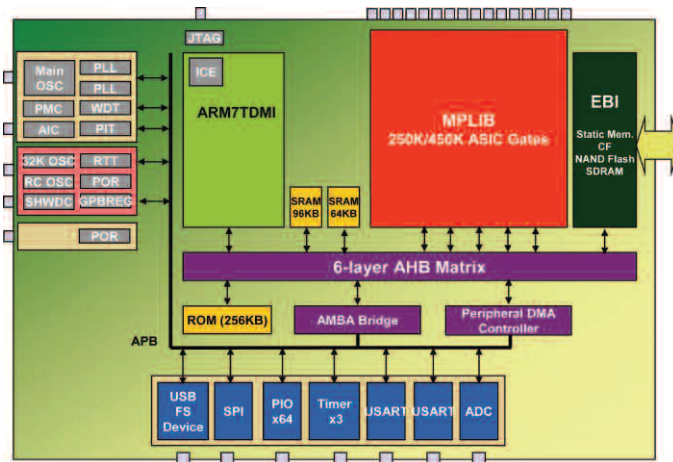 JTAG
Main
OSC
PLL
PLL
PMC
WDT
AIC
PIT
32K OSC
RTT
RC OSC
POR
SHWDC
GPBREG
POR
ICE
ARM7TDMI
SRAM
96KB
SRAM
64KB
MPLIB
250K/450K ASIC Gates
EBI
Static Mem.
CF
NAND Flash
SDRAM
6-layer AHB Matrix
ROM (256KB)
AMBA Bridge
Peripheral DMA
Controller
APB
USB
FS
Device
SPI
PIO
x64
Timer
x3
USART
USART
ADC